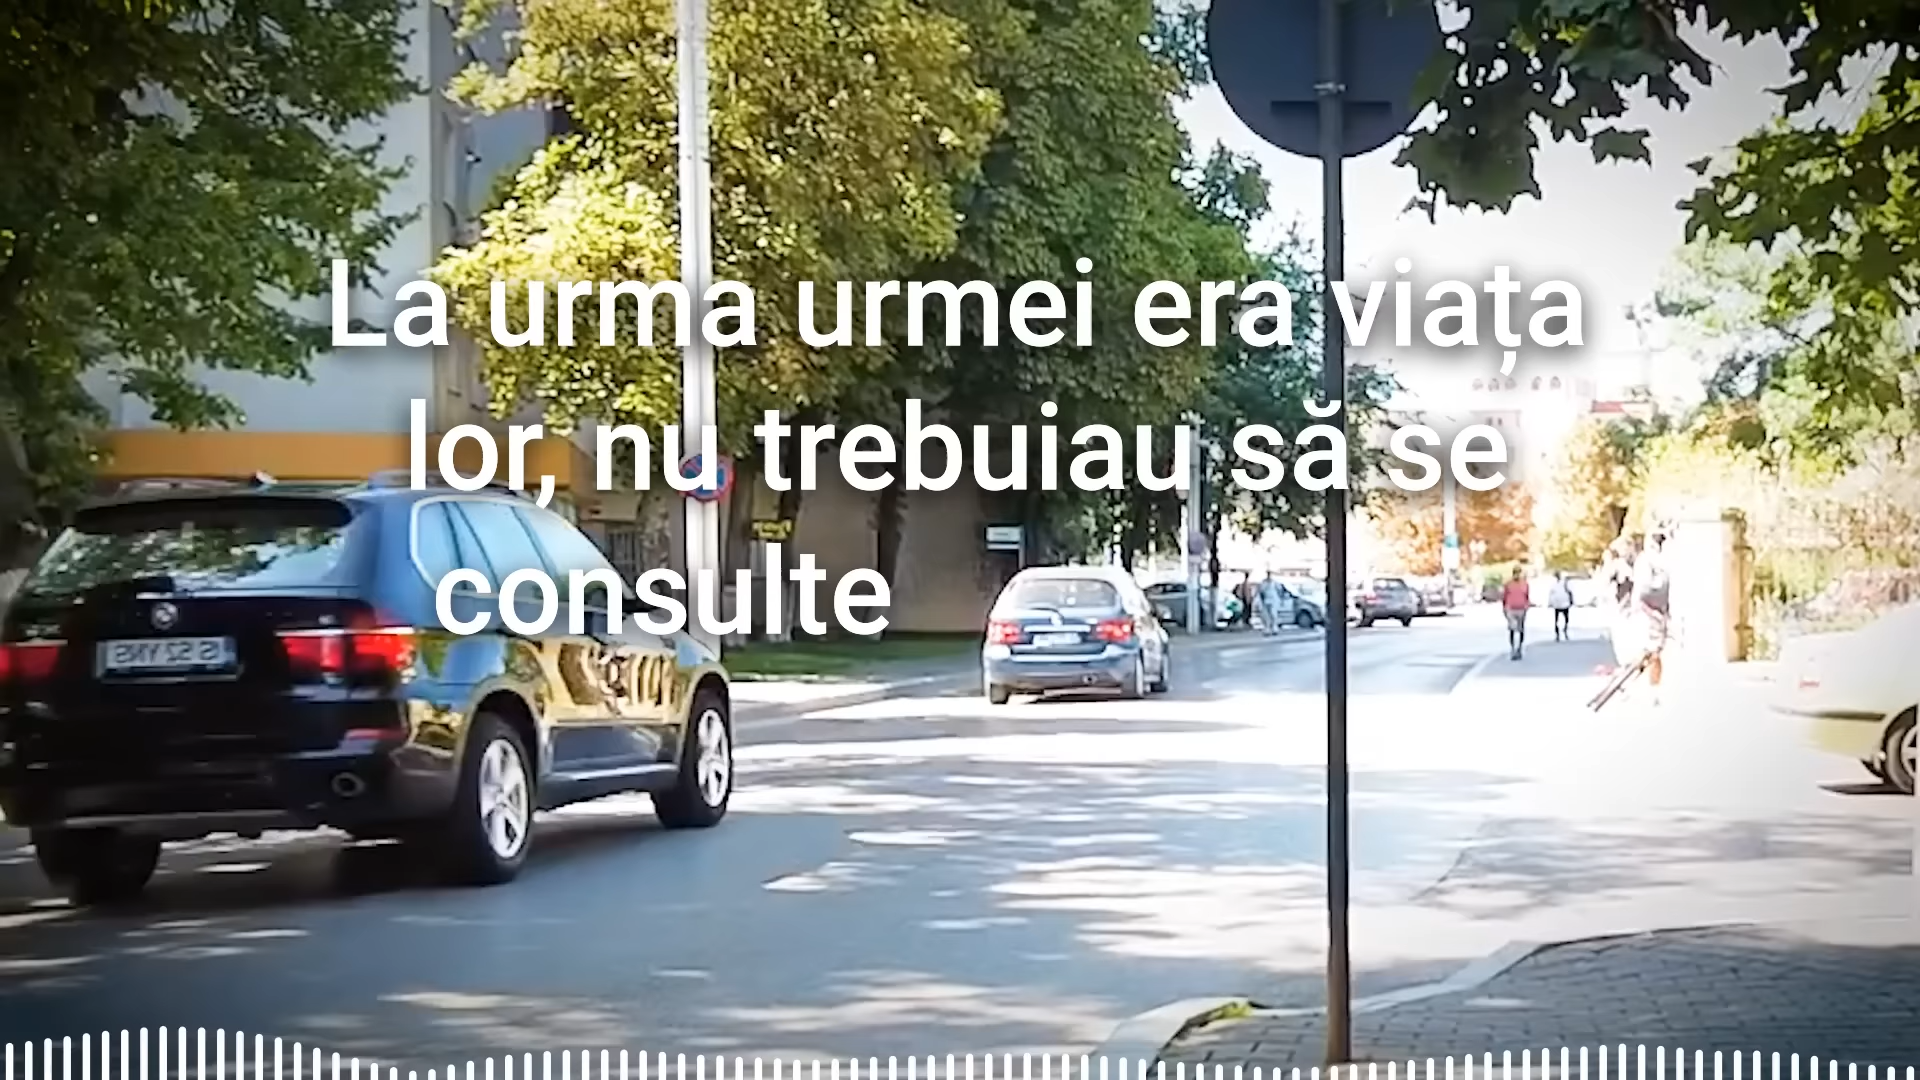 La urma urmei era viața
lor, nu trebuiau să se
consulte